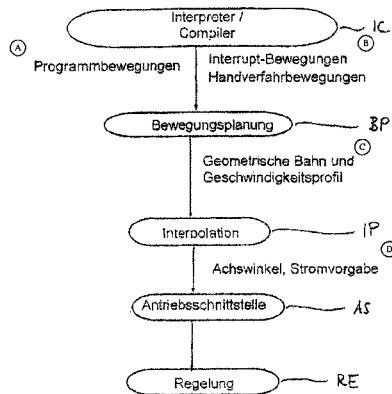 Interpreter /
Compiler
IC
A
B
Programmbewegungen
Interrupt-Bewegungen
Handverfahrbewegungen
Bewegungsplanung
BP
C
Geometrische Bahn und
Geschwindigkeitsprofil
Interpolation
IP
D
Achswinkel, Stromvorgabe
Antriebsschnittstelle
AS
Regelung
RE